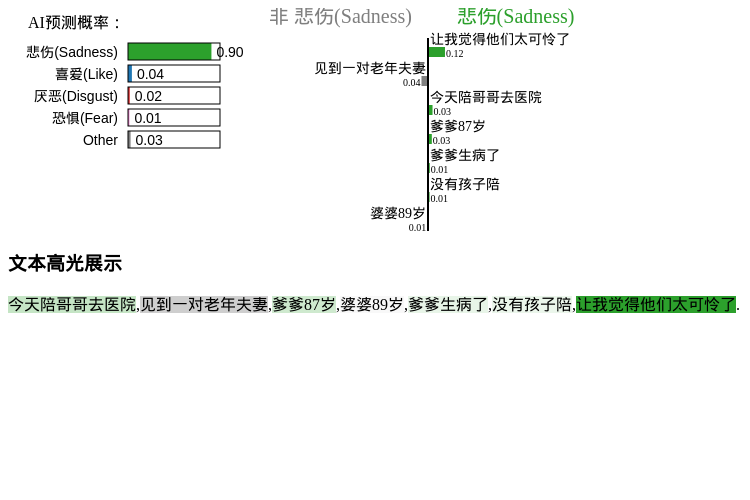 AI预测概率：
悲伤(Sadness) 0.90
喜爱(Like) 0.04
厌恶(Disgust) 0.02
恐惧(Fear) 0.01
Other 0.03
非 悲伤(Sadness) 悲伤(Sadness)
让我觉得他们太可怜了
0.12
见到一对老年夫妻
0.04
今天陪哥哥去医院
0.03
爹爹87岁
0.03
爹爹生病了
0.01
没有孩子陪
0.01
婆婆89岁
0.01
文本高光展示
今天陪哥哥去医院,见到一对老年夫妻,爹爹87岁,婆婆89岁,爹爹生病了,没有孩子陪,让我觉得他们太可怜了.